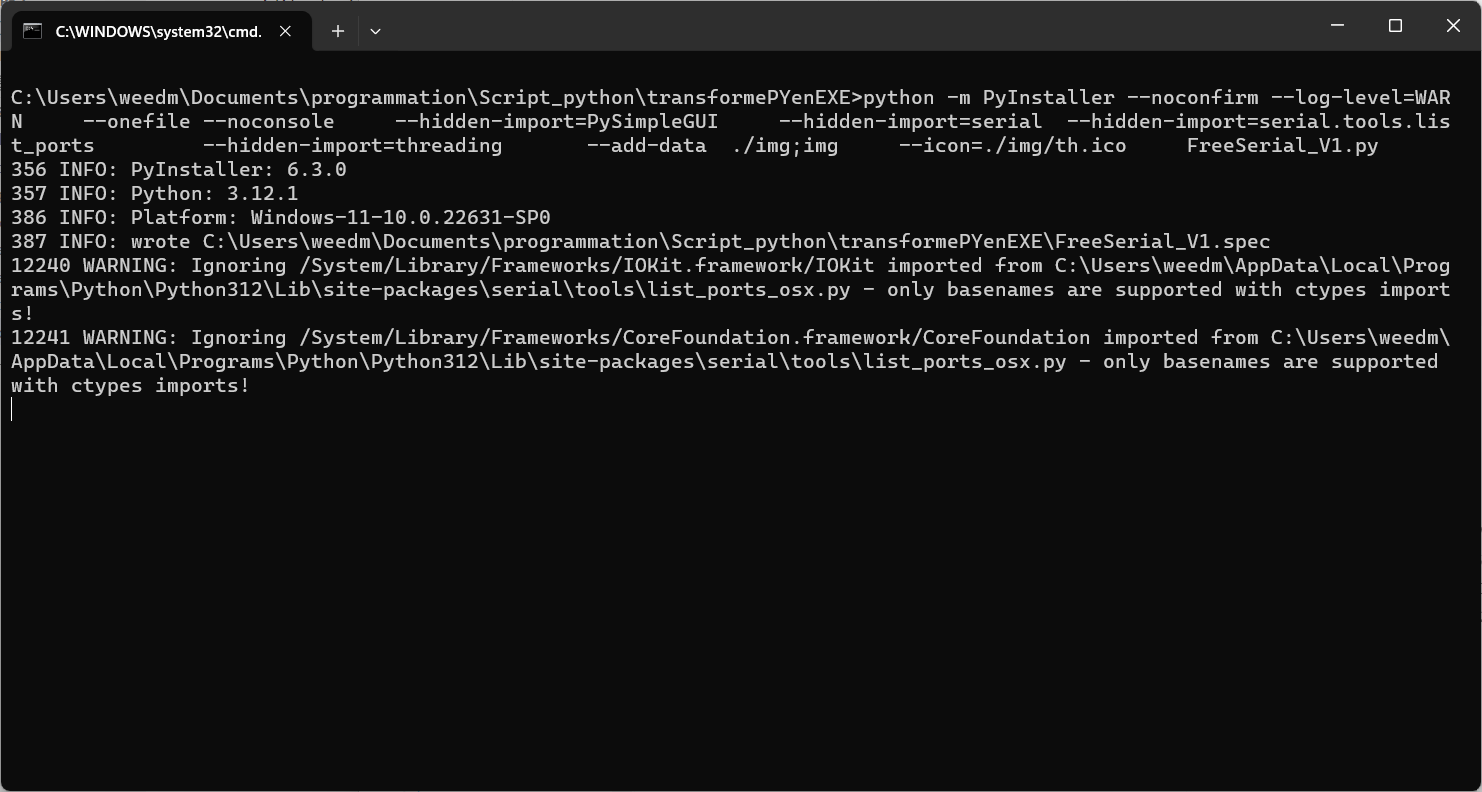 C:\WINDOWS\system32\cmd.
C:\Users\weedm\Documents\programmation\Script_python\transformePYenEXE>python -m PyInstaller --noconfirm --log-level=WAR
N     --onefile --noconsole     --hidden-import=PySimpleGUI     --hidden-import=serial  --hidden-import=serial.tools.lis
t_ports         --hidden-import=threading       --add-data  ./img;img     --icon=./img/th.ico     FreeSerial_V1.py
356 INFO: PyInstaller: 6.3.0
357 INFO: Python: 3.12.1
386 INFO: Platform: Windows-11-10.0.22631-SP0
387 INFO: wrote C:\Users\weedm\Documents\programmation\Script_python\transformePYenEXE\FreeSerial_V1.spec
12240 WARNING: Ignoring /System/Library/Frameworks/IOKit.framework/IOKit imported from C:\Users\weedm\AppData\Local\Prog
rams\Python\Python312\Lib\site-packages\serial\tools\list_ports_osx.py - only basenames are supported with ctypes import
s!
12241 WARNING: Ignoring /System/Library/Frameworks/CoreFoundation.framework/CoreFoundation imported from C:\Users\weedm\
AppData\Local\Programs\Python\Python312\Lib\site-packages\serial\tools\list_ports_osx.py - only basenames are supported
with ctypes imports!